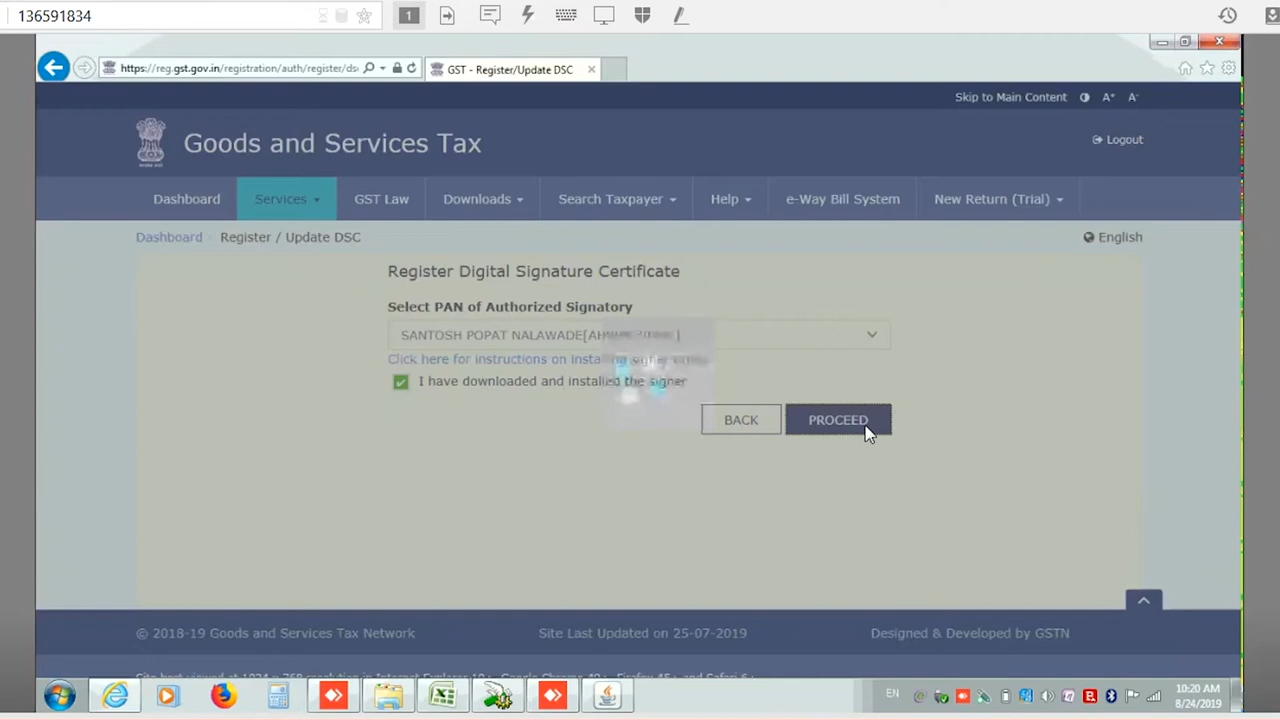 136591834
1
https://reg.gst.gov.in/registration/auth/register/ds
GST - Register/Update DSC
Skip to Main Content
A+
A-
Goods and Services Tax
Logout
Dashboard
Services
GST Law
Downloads
Search Taxpayer
Help
e-Way Bill System
New Return (Trial)
Dashboard
Register / Update DSC
English
Register Digital Signature Certificate
Select PAN of Authorized Signatory
SANTOSH POPAT NALAWADE
Click here for instructions on
I have downloaded and installed the signer
BACK
PROCEED
© 2018-19 Goods and Services Tax Network
Site Last Updated on 25-07-2019
Designed & Developed by GSTN
EN
10:20 AM
8/24/2019